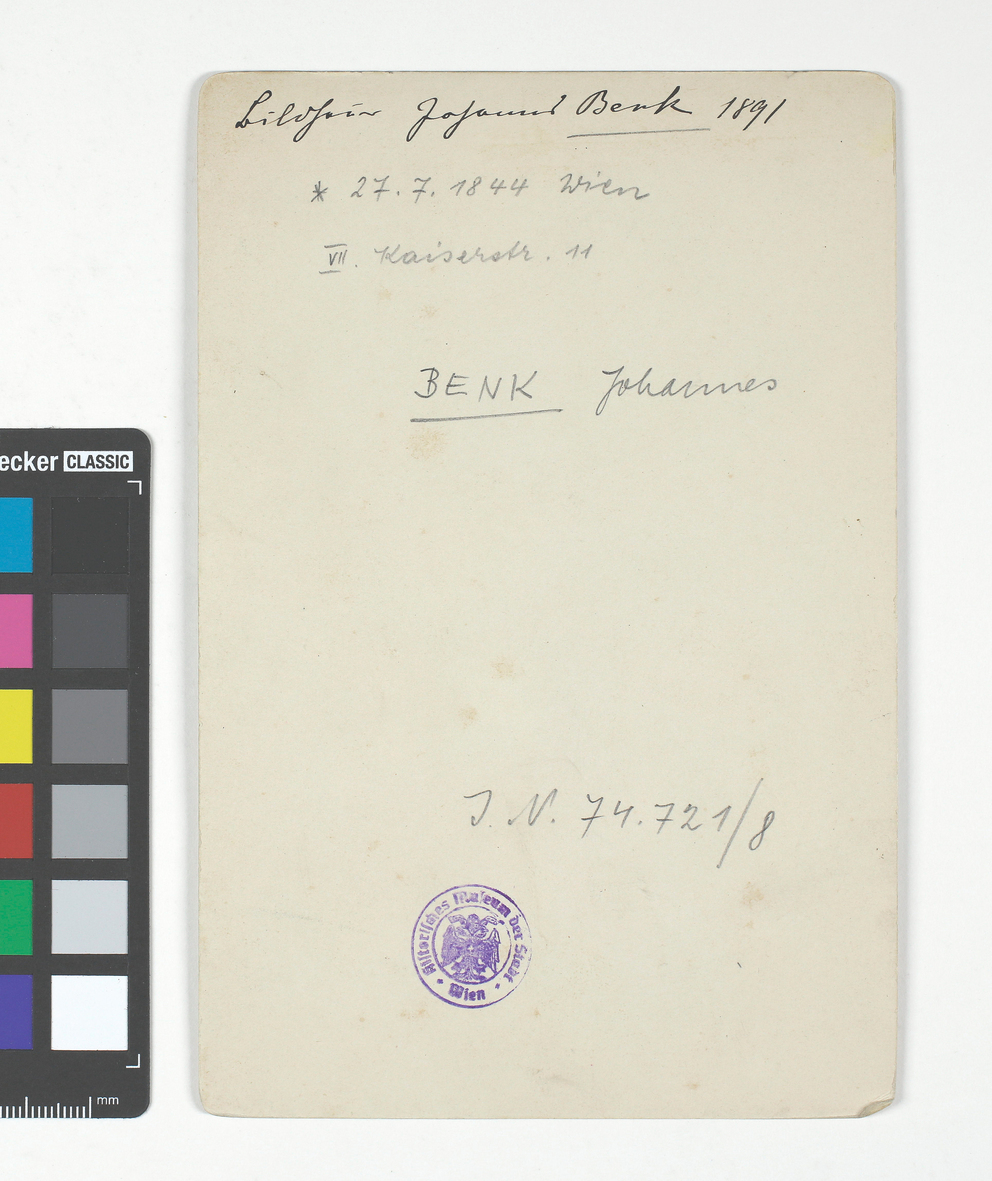 Bildhauer Johannes Benk 1891
* 27.7.1844 Wien
VII. Kaiserstr. 11
BENK Johannes
J. N. 74.721/8
Historisches Museum der Stadt
Wien
ecker CLASSIC
mm